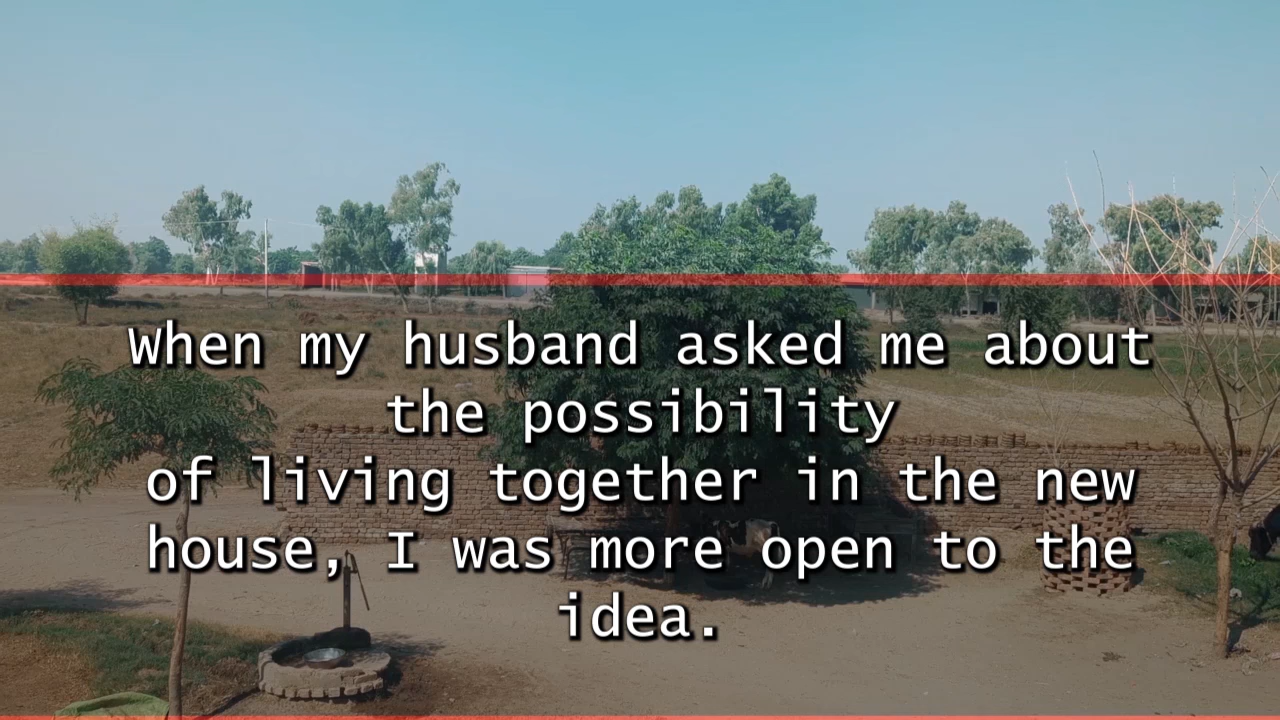 When my husband asked me about
the possibility
of living together in the new
house, I was more open to the
idea.